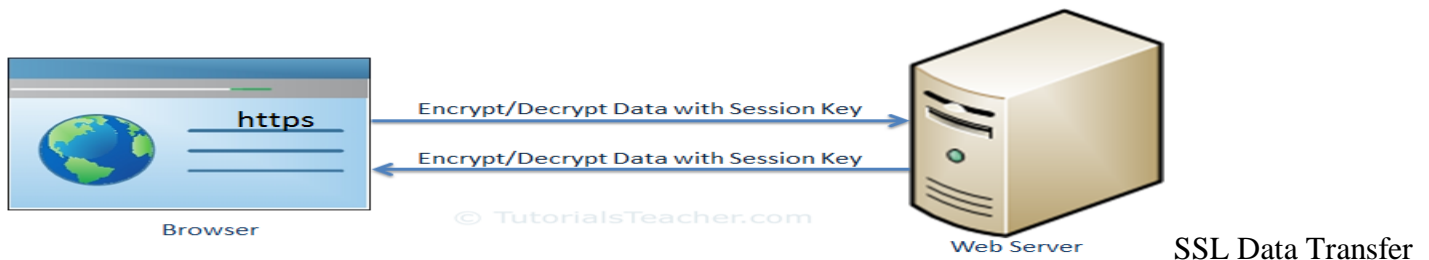 https
Encrypt/Decrypt Data with Session Key
Encrypt/Decrypt Data with Session Key
© TutorialsTeacher.com
Browser
Web Server
SSL Data Transfer